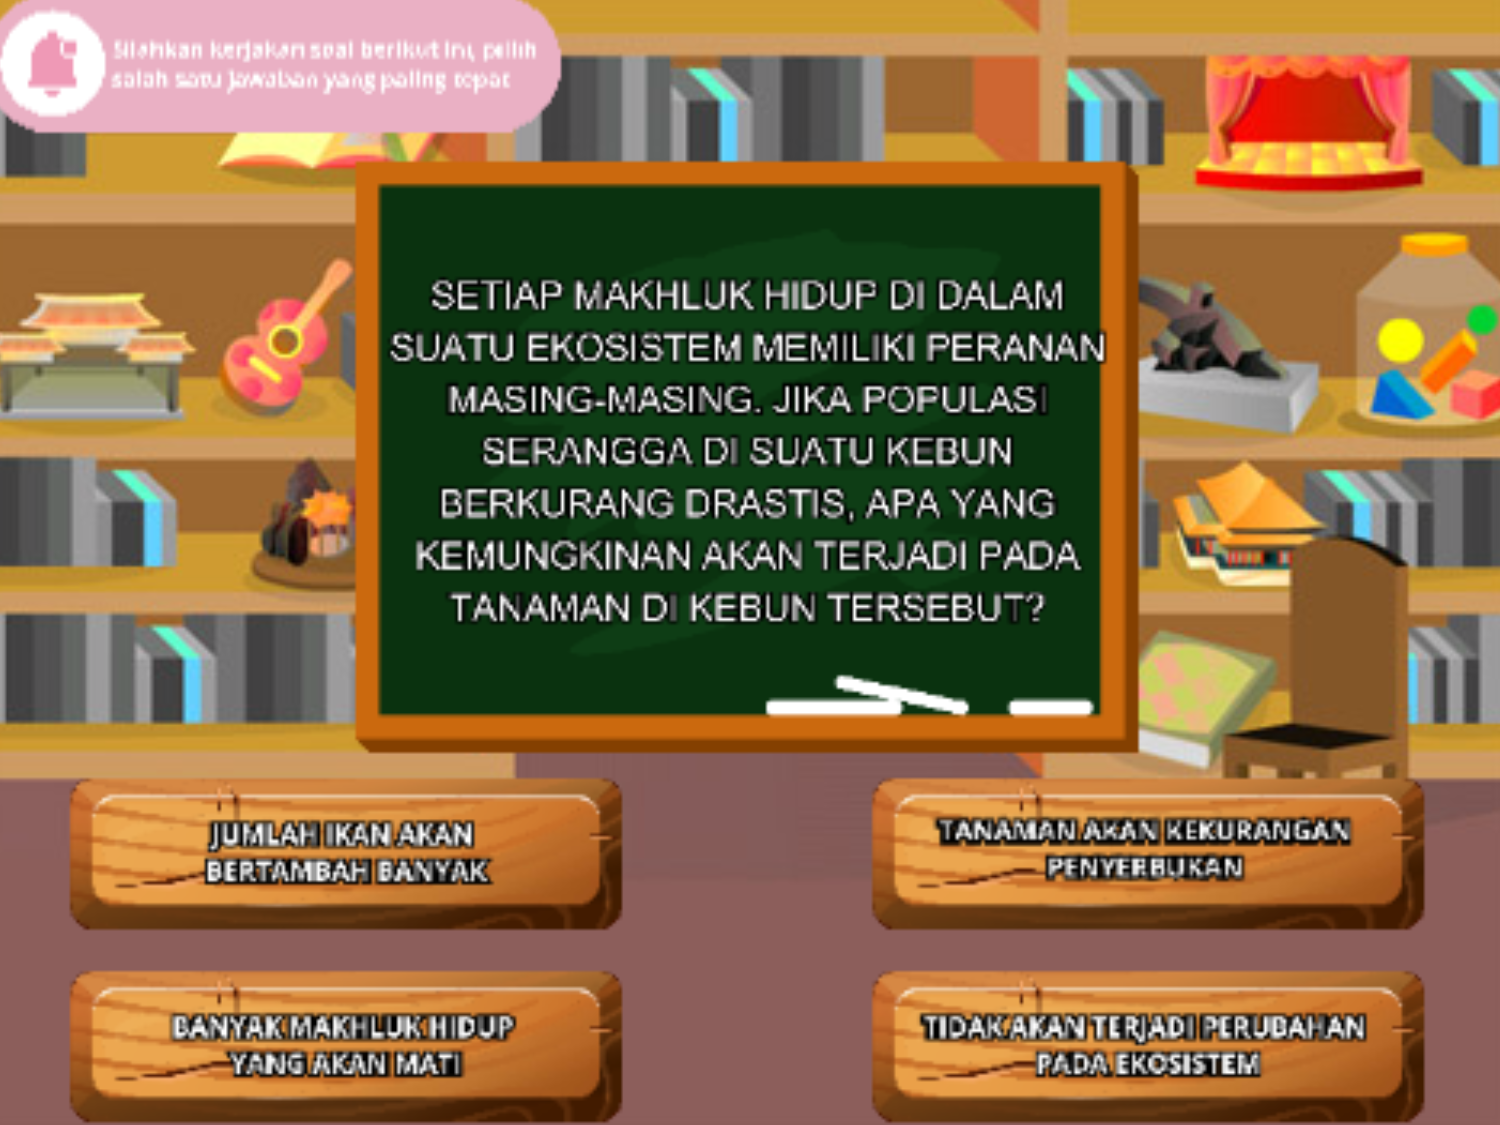 Silahkan kerjakan soal berikut ini, pilih
salah satu jawaban yang paling tepat
SETIAP MAKHLUK HIDUP DI DALAM
SUATU EKOSISTEM MEMILIKI PERANAN
MASING-MASING. JIKA POPULASI
SERANGGA DI SUATU KEBUN
BERKURANG DRASTIS, APA YANG
KEMUNGKINAN AKAN TERJADI PADA
TANAMAN DI KEBUN TERSEBUT?
JUMLAH IKAN AKAN
BERTAMBAH BANYAK
TANAMAN AKAN KEKURANGAN
PENYERBUKAN
BANYAK MAKHLUK HIDUP
YANG AKAN MATI
TIDAK AKAN TERJADI PERUBAHAN
PADA EKOSISTEM